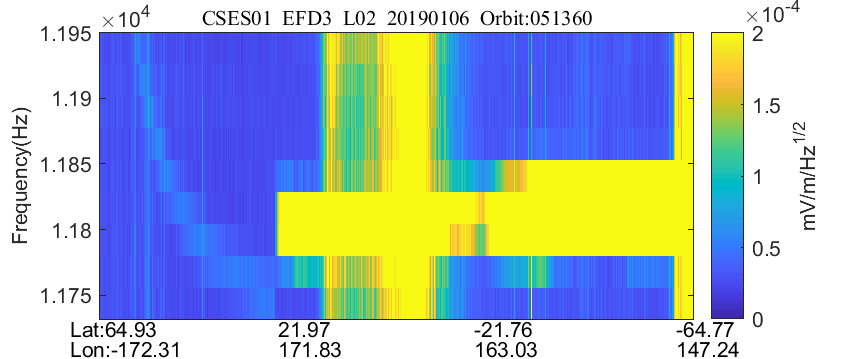 CSES01 EFD3 L02 20190106 Orbit:051360
×10⁴
×10⁻⁴
1.195
1.19
1.185
1.18
1.175
Frequency(Hz)
2
1.5
1
0.5
0
mV/m/Hz^1/2
Lat:64.93 21.97 -21.76 -64.77
Lon:-172.31 171.83 163.03 147.24